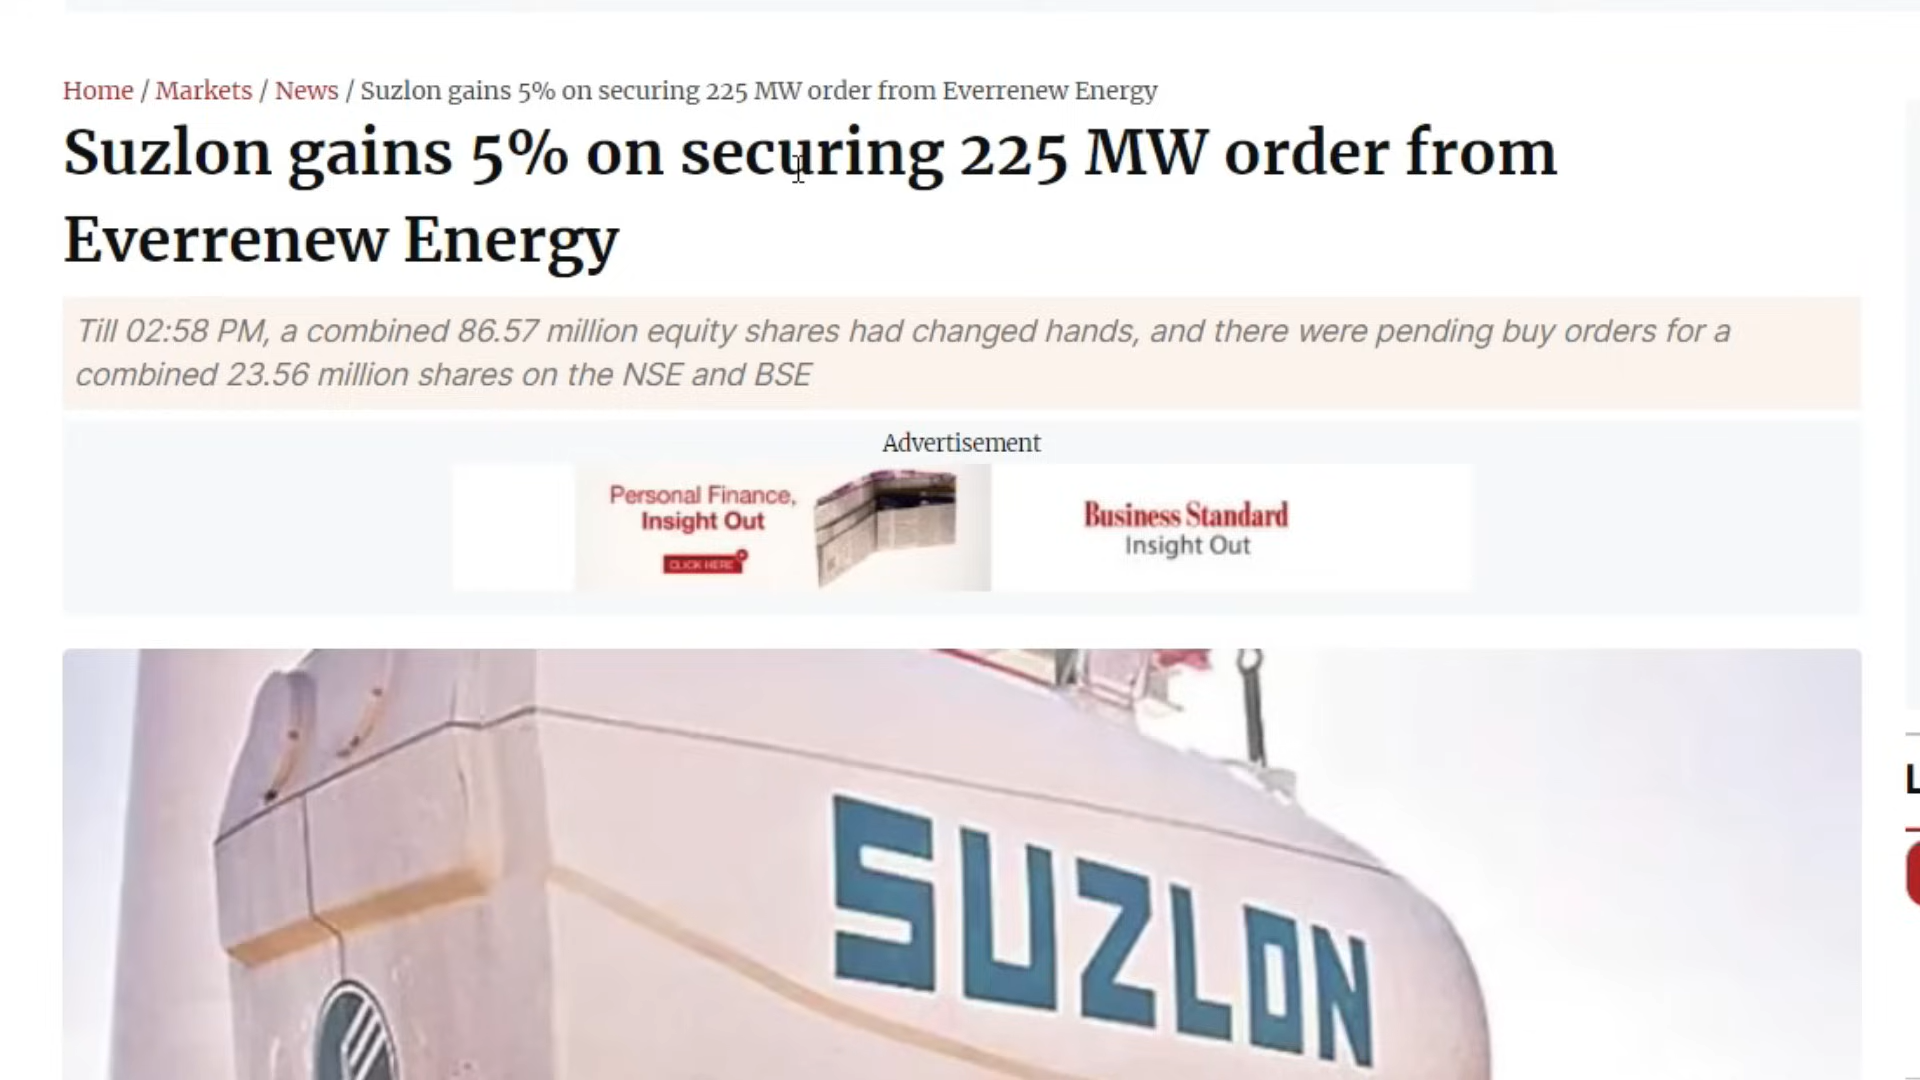 Home / Markets / News / Suzlon gains 5% on securing 225 MW order from Everrenew Energy
Suzlon gains 5% on securing 225 MW order from
Everrenew Energy
Till 02:58 PM, a combined 86.57 million equity shares had changed hands, and there were pending buy orders for a
combined 23.56 million shares on the NSE and BSE
Advertisement
Personal Finance,
Insight Out
CLICK HERE
Business Standard
Insight Out
SUZLON
L